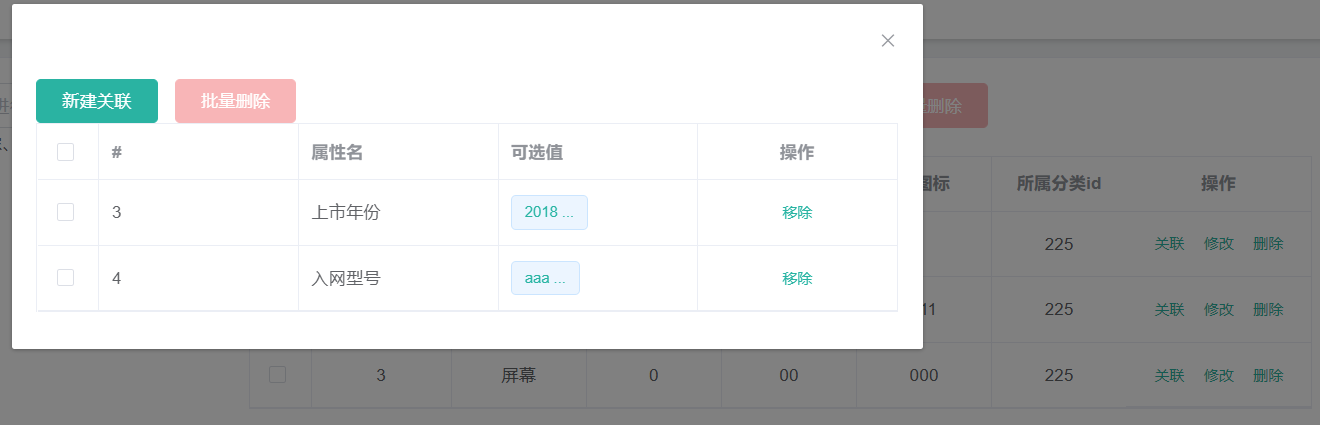 ×
新建关联 批量删除
# 属性名 可选值 操作
3 上市年份 2018 ... 移除
4 入网型号 aaa ... 移除
删除
图标 所属分类id 操作
225 关联 修改 删除
11 225 关联 修改 删除
3 屏幕 0 00 000 225 关联 修改 删除